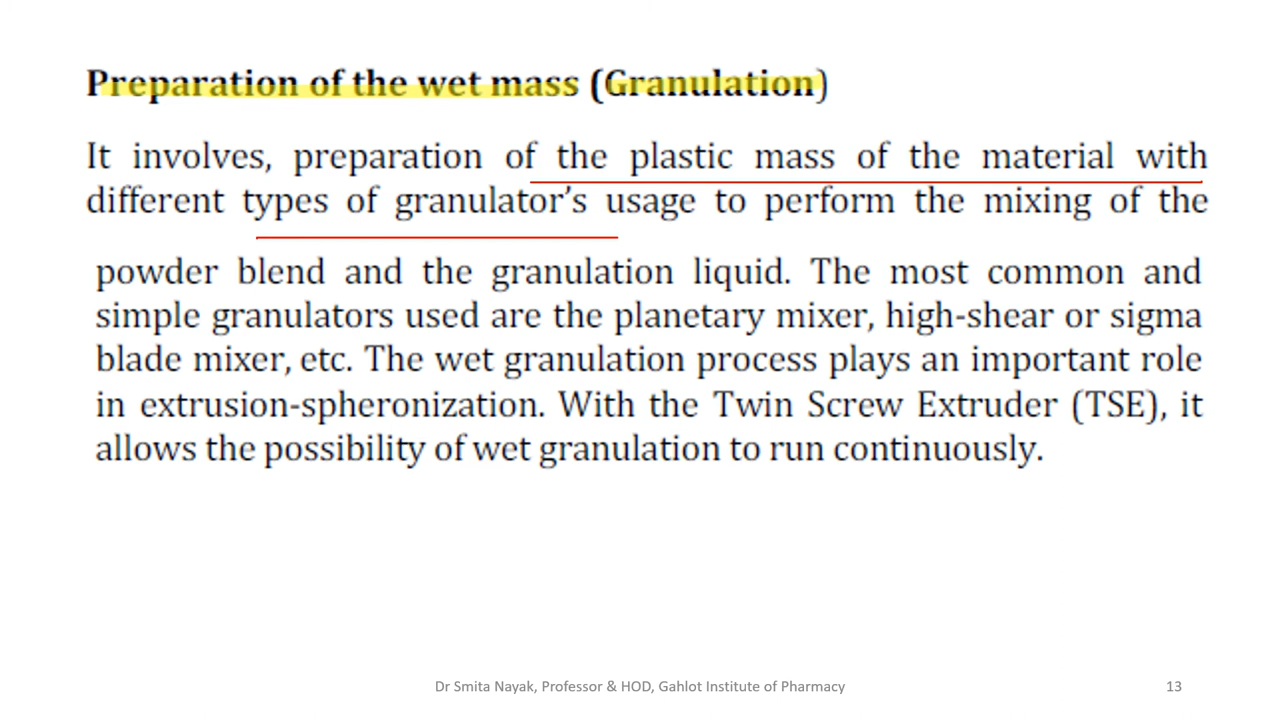 Preparation of the wet mass (Granulation)
It involves, preparation of the plastic mass of the material with
different types of granulator’s usage to perform the mixing of the
powder blend and the granulation liquid. The most common and
simple granulators used are the planetary mixer, high-shear or sigma
blade mixer, etc. The wet granulation process plays an important role
in extrusion-spheronization. With the Twin Screw Extruder (TSE), it
allows the possibility of wet granulation to run continuously.
Dr Smita Nayak, Professor & HOD, Gahlot Institute of Pharmacy
13